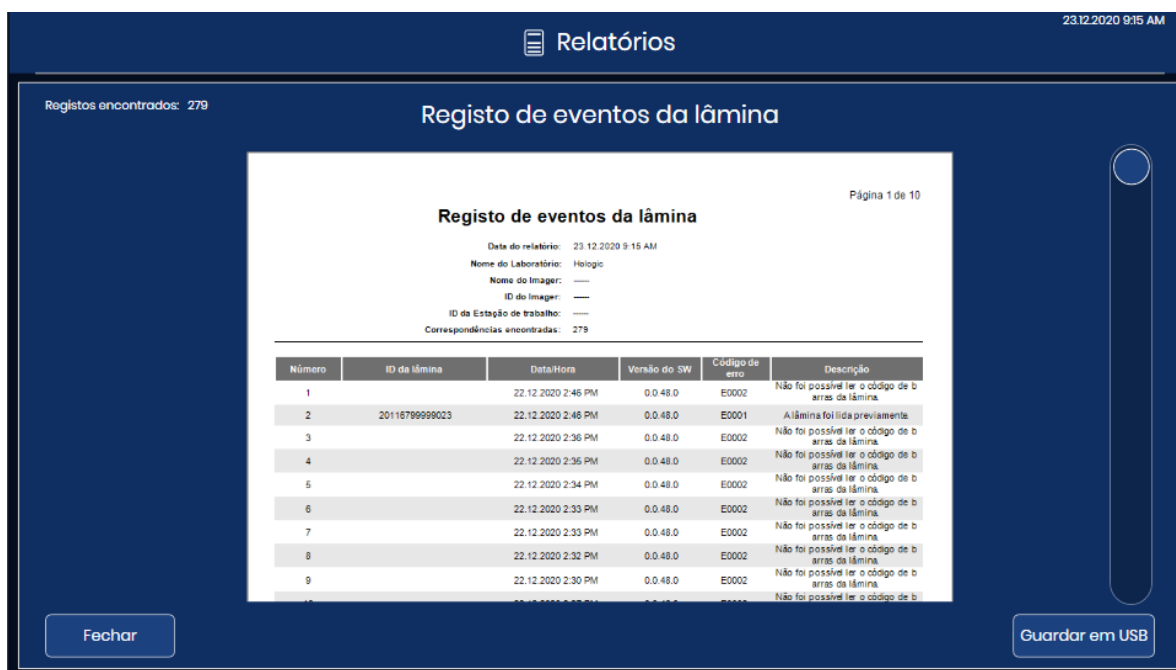 23.12.2020 9:15 AM
Relatórios
Registos encontrados: 279
Registo de eventos da lâmina
Página 1 de 10
Registo de eventos da lâmina
Data do relatório: 23.12.2020 9:15 AM
Nome do Laboratório: Hologic
Nome do Imager: -----
ID do Imager: -----
ID da Estação de trabalho: -----
Correspondências encontradas: 279
Número ID da lâmina Data/Hora Versão do SW Código de erro Descrição
1 22.12.2020 2:46 PM 0.0.48.0 E0002 Não foi possível ler o código de b
arras da lâmina.
2 20116799999023 22.12.2020 2:46 PM 0.0.48.0 E0001 A lâmina foi lida previamente.
3 22.12.2020 2:36 PM 0.0.48.0 E0002 Não foi possível ler o código de b
arras da lâmina.
4 22.12.2020 2:35 PM 0.0.48.0 E0002 Não foi possível ler o código de b
arras da lâmina.
5 22.12.2020 2:34 PM 0.0.48.0 E0002 Não foi possível ler o código de b
arras da lâmina.
6 22.12.2020 2:33 PM 0.0.48.0 E0002 Não foi possível ler o código de b
arras da lâmina.
7 22.12.2020 2:33 PM 0.0.48.0 E0002 Não foi possível ler o código de b
arras da lâmina.
8 22.12.2020 2:32 PM 0.0.48.0 E0002 Não foi possível ler o código de b
arras da lâmina.
9 22.12.2020 2:30 PM 0.0.48.0 E0002 Não foi possível ler o código de b
arras da lâmina.
Não foi possível ler o código de b
Fechar
Guardar em USB